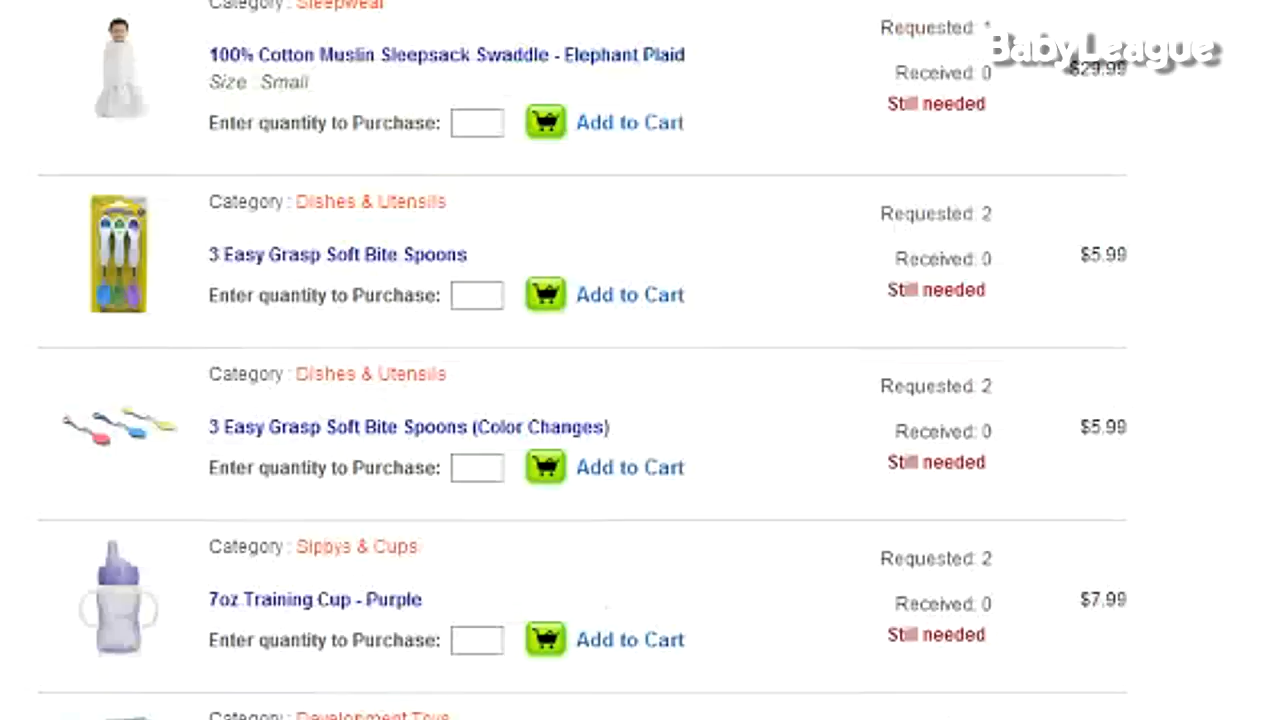 Category : Sleepwear
100% Cotton Muslin Sleepsack Swaddle - Elephant Plaid
Size : Small
Enter quantity to Purchase: Add to Cart
Requested:
Received: 0
Still needed
$29.99
BabyLeague
Category : Dishes & Utensils
3 Easy Grasp Soft Bite Spoons
Enter quantity to Purchase: Add to Cart
Requested: 2
Received: 0
Still needed
$5.99
Category : Dishes & Utensils
3 Easy Grasp Soft Bite Spoons (Color Changes)
Enter quantity to Purchase: Add to Cart
Requested: 2
Received: 0
Still needed
$5.99
Category : Sippys & Cups
7oz Training Cup - Purple
Enter quantity to Purchase: Add to Cart
Requested: 2
Received: 0
Still needed
$7.99
Category : Development Toys